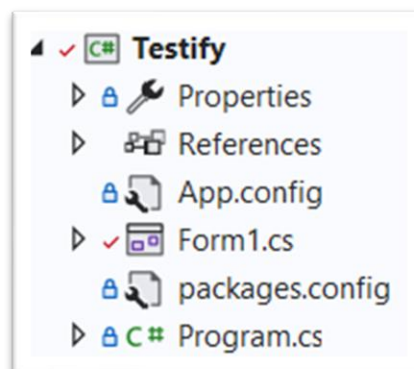 C# Testify
Properties
References
App.config
Form1.cs
packages.config
C# Program.cs